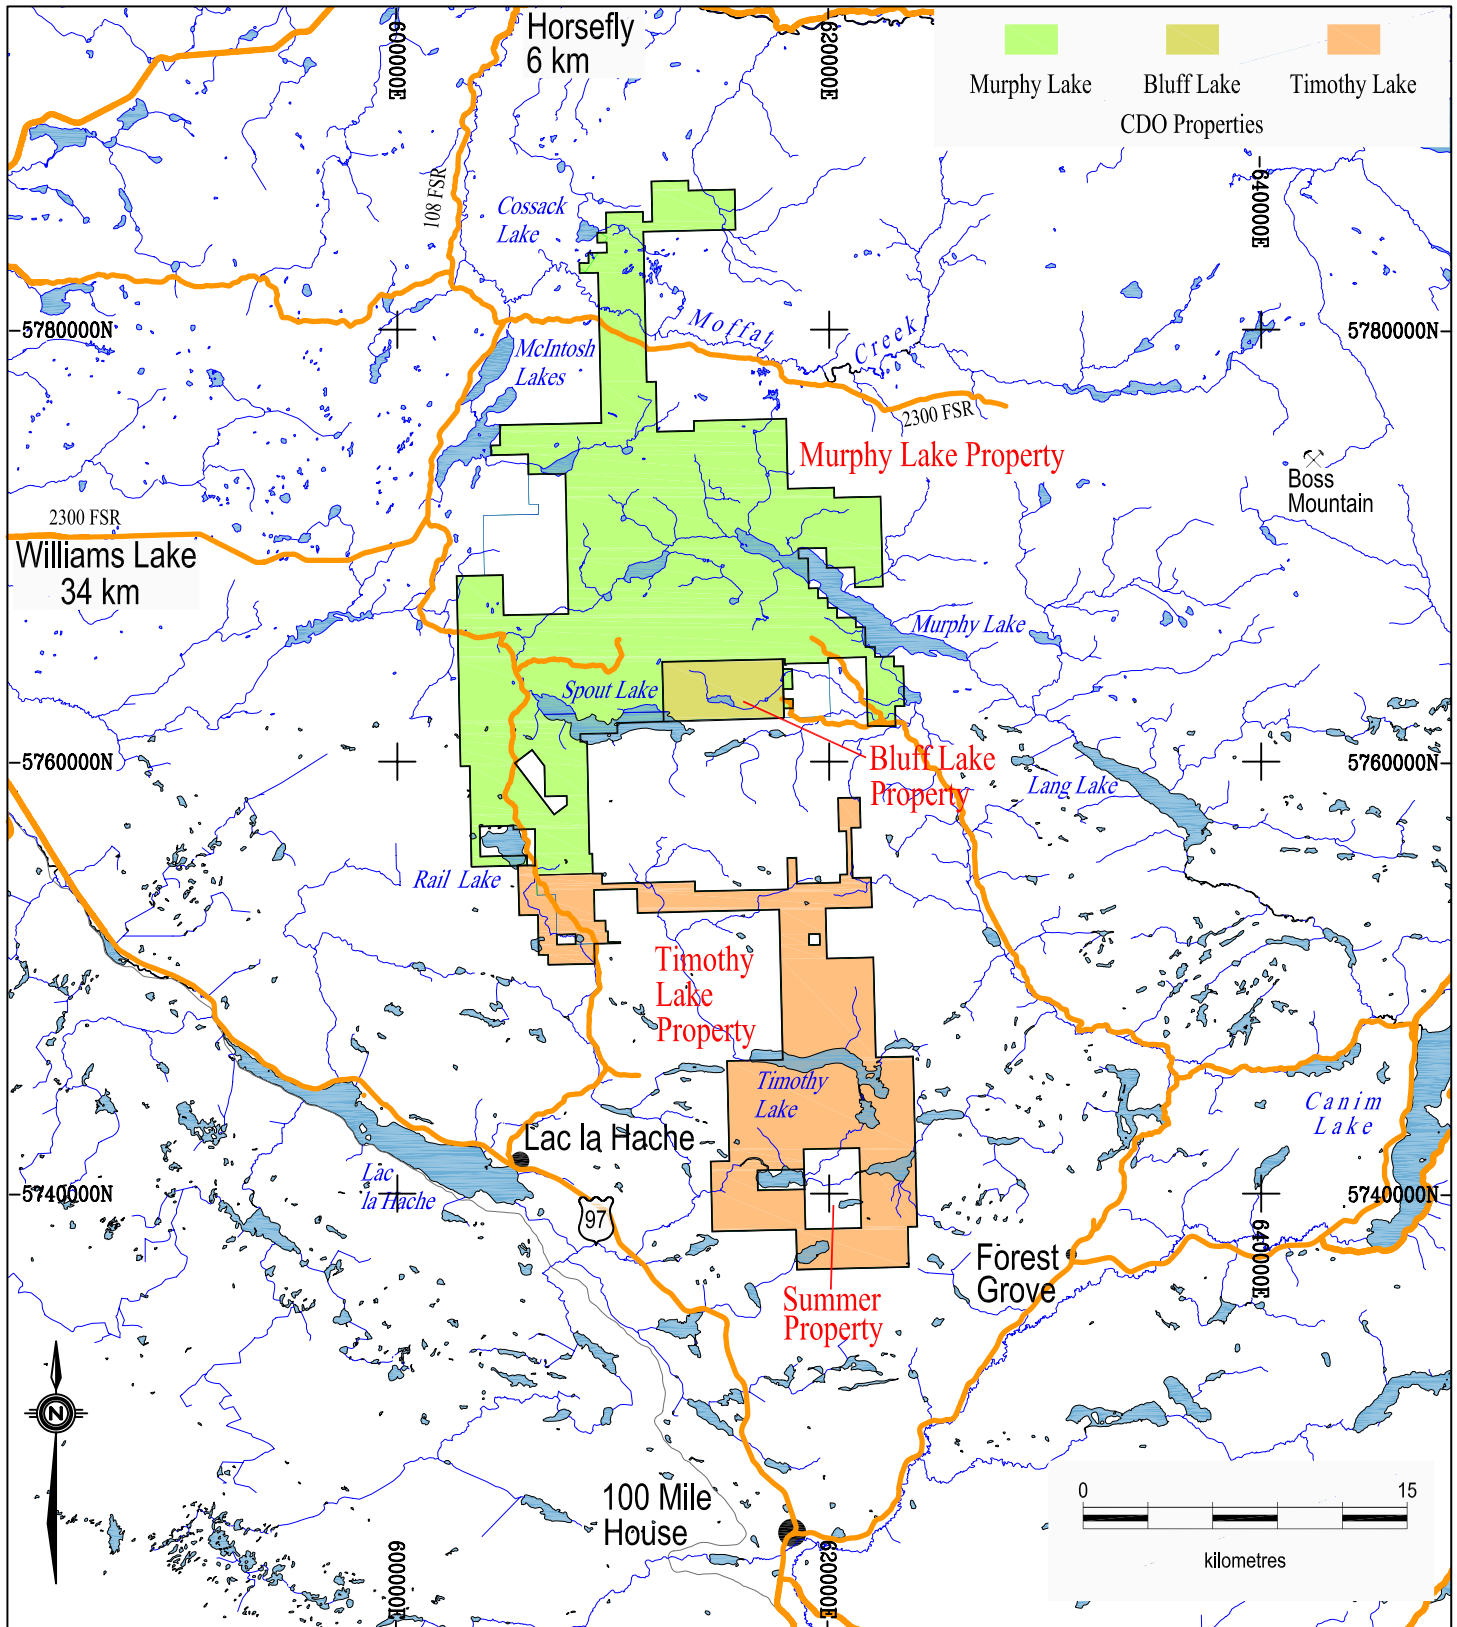 Horsefly
6 km
600000E
620000E
Murphy Lake
Bluff Lake
Timothy Lake
CDO Properties
640000E
108 FSR
Cossack
Lake
5780000N
Moffat
Creek
5780000N
McIntosh
Lakes
2300 FSR
Murphy Lake Property
Boss
Mountain
2300 FSR
Williams Lake
34 km
Murphy Lake
Spout Lake
5760000N
Bluff Lake
Property
Lang Lake
5760000N
Rail Lake
Timothy
Lake
Property
Timothy
Lake
Canim
Lake
Lac la Hache
Lac
la Hache
5740000N
5740000N
97
Forest
Grove
640000E
Summer
Property
N
100 Mile
House
0
15
kilometres
600000E
620000E